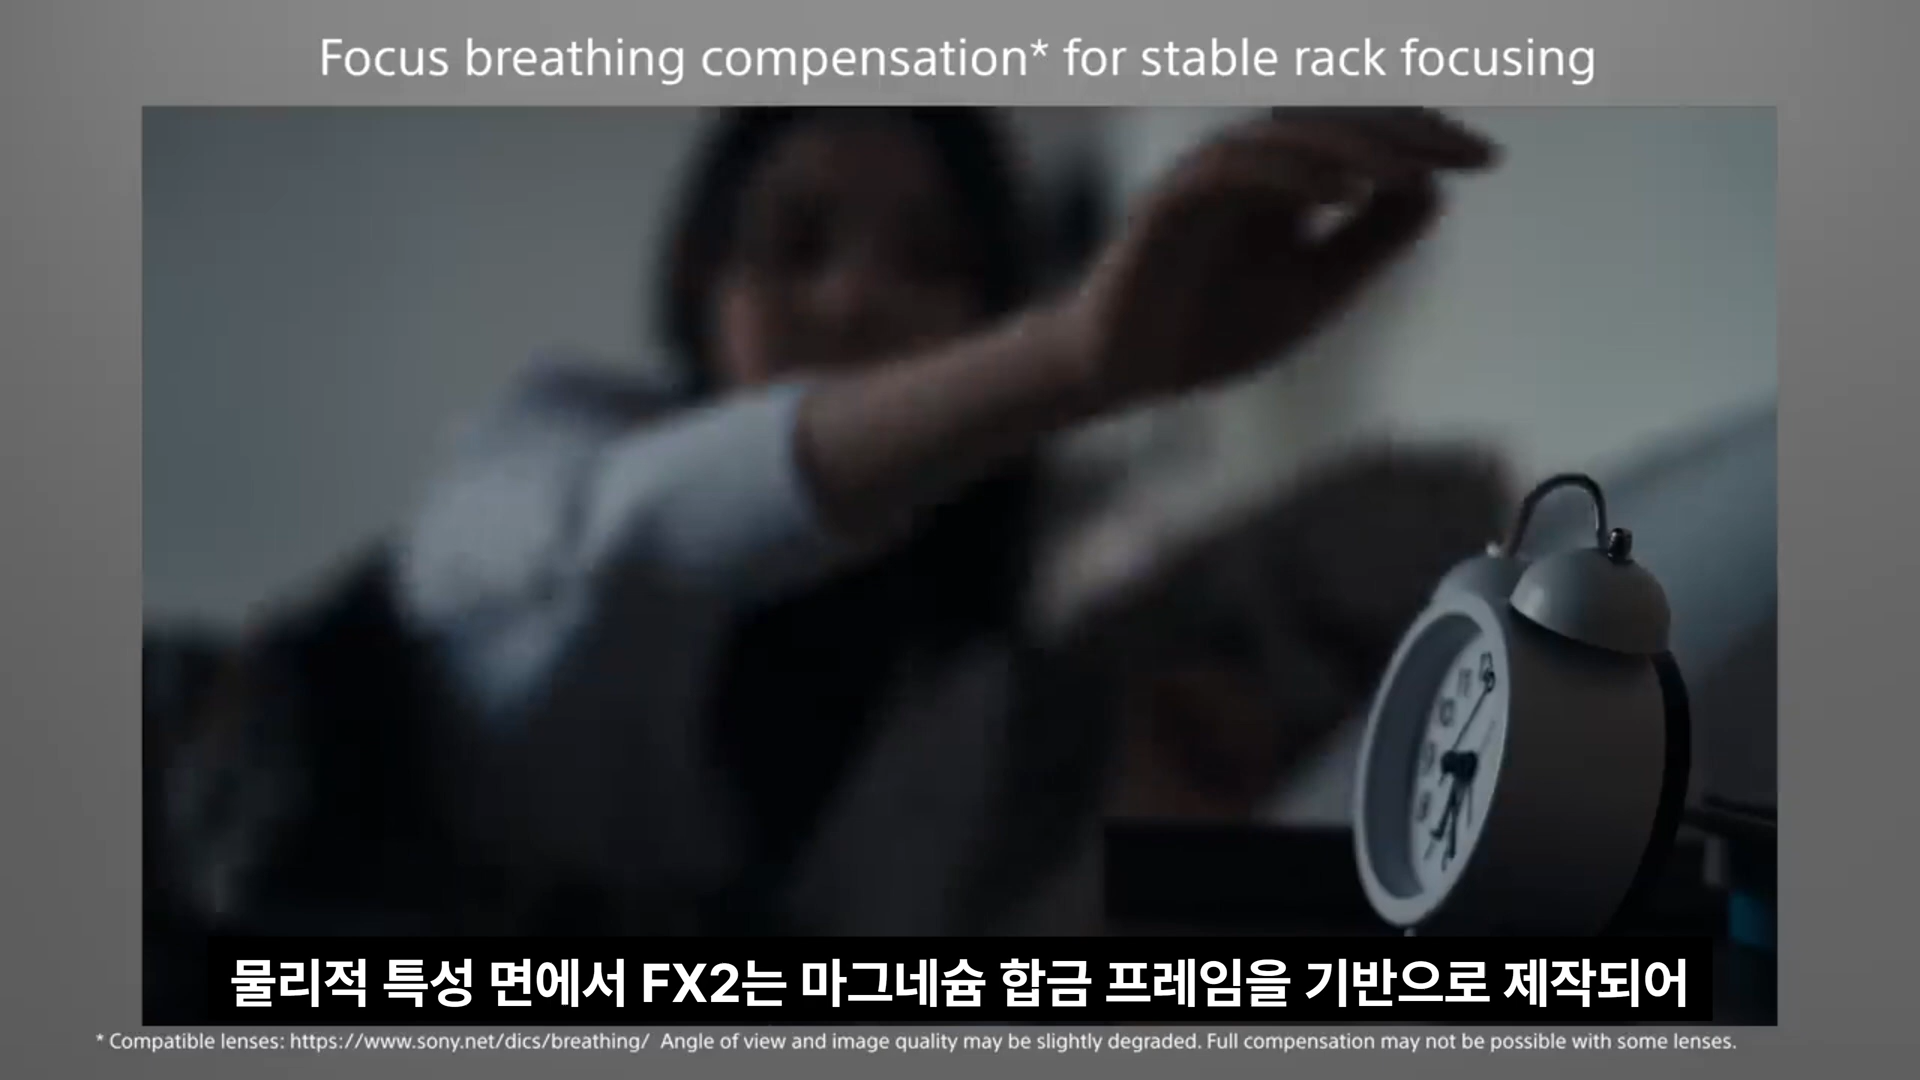 Focus breathing compensation* for stable rack focusing
물리적 특성 면에서 FX2는 마그네슘 합금 프레임을 기반으로 제작되어
* Compatible lenses: https://www.sony.net/dics/breathing/ Angle of view and image quality may be slightly degraded. Full compensation may not be possible with some lenses.